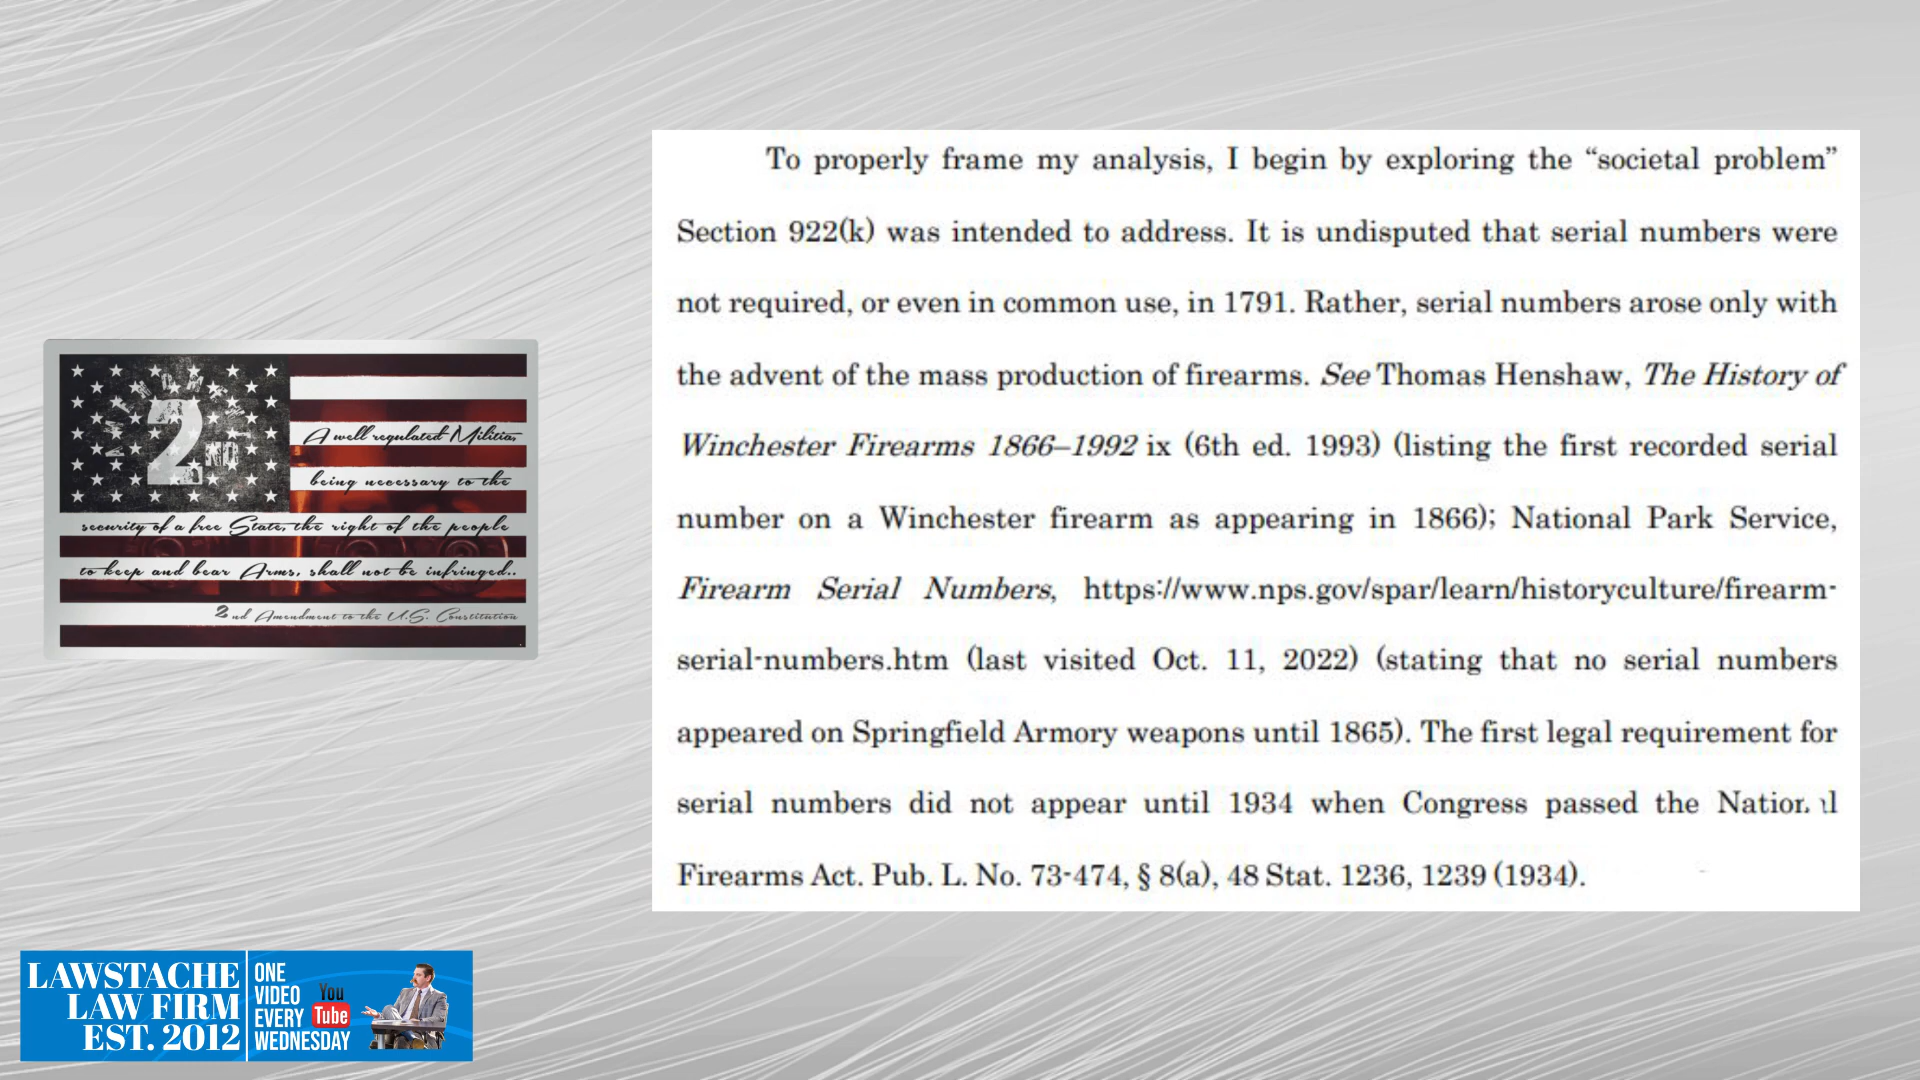 To properly frame my analysis, I begin by exploring the “societal problem”
Section 922(k) was intended to address. It is undisputed that serial numbers were
not required, or even in common use, in 1791. Rather, serial numbers arose only with
the advent of the mass production of firearms. See Thomas Henshaw, The History of
Winchester Firearms 1866–1992 ix (6th ed. 1993) (listing the first recorded serial
number on a Winchester firearm as appearing in 1866); National Park Service,
Firearm Serial Numbers, https://www.nps.gov/spar/learn/historyculture/firearm-
serial-numbers.htm (last visited Oct. 11, 2022) (stating that no serial numbers
appeared on Springfield Armory weapons until 1865). The first legal requirement for
serial numbers did not appear until 1934 when Congress passed the National
Firearms Act. Pub. L. No. 73-474, § 8(a), 48 Stat. 1236, 1239 (1934).
2
ND
A well regulated Militia,
being necessary to the
security of a free State, the right of the people
to keep and bear Arms, shall not be infringed..
2nd Amendment to the U.S. Constitution
LAWSTACHE
LAW FIRM
EST. 2012
ONE
VIDEO
EVERY
WEDNESDAY
You
Tube